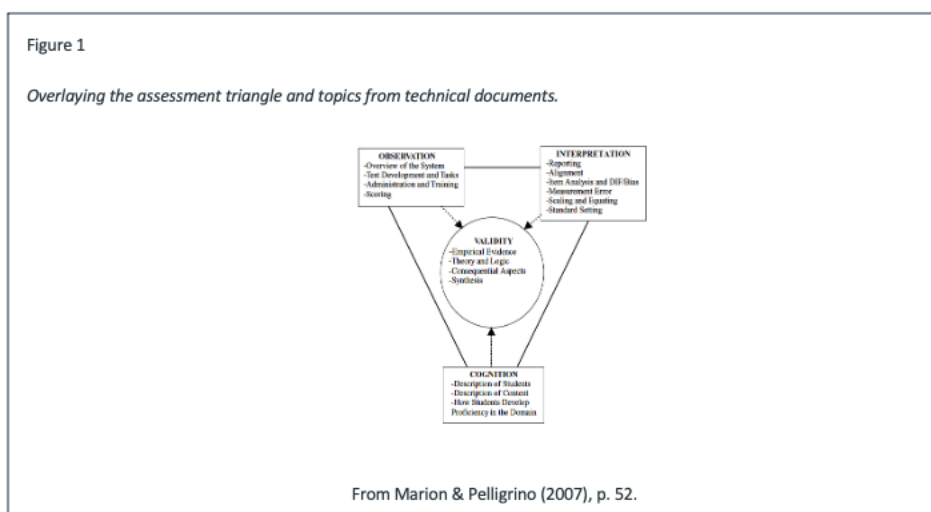 Figure 1
Overlaying the assessment triangle and topics from technical documents.
OBSERVATION
-Overview of the System
-Test Development and Tasks
-Administration and Training
-Scoring
INTERPRETATION
-Reporting
-Alignment
-Item Analysis and DIF/Bias
-Measurement Error
-Scaling and Equating
-Standard Setting
VALIDITY
-Empirical Evidence
-Theory and Logic
-Consequential Aspects
-Synthesis
COGNITION
-Description of Students
-Description of Content
-How Students Develop
Proficiency in the Domain
From Marion & Pelligrino (2007), p. 52.